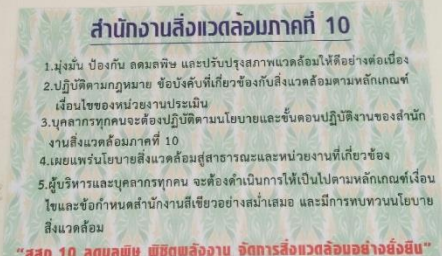 สำนักงานสิ่งแวดล้อมภาคที่ 10
1.มุ่งมั่น ป้องกัน ลดมลพิษ และปรับปรุงสภาพแวดล้อมให้ดีอย่างต่อเนื่อง
2.ปฏิบัติตามกฎหมาย ข้อบังคับที่เกี่ยวข้องกับสิ่งแวดล้อมตามหลักเกณฑ์
เงื่อนไขของหน่วยงานประเมิน
3.บุคลากรทุกคนจะต้องปฏิบัติตามนโยบายและขั้นตอนปฏิบัติงานของสำนัก
งานสิ่งแวดล้อมภาคที่ 10
4.เผยแพร่นโยบายสิ่งแวดล้อมสู่สาธารณะและหน่วยงานที่เกี่ยวข้อง
5.ผู้บริหารและบุคลากรทุกคน จะต้องดำเนินการให้เป็นไปตามหลักเกณฑ์เงื่อน
ไขและข้อกำหนดสำนักงานสีเขียวอย่างสม่ำเสมอ และมีการทบทวนนโยบาย
สิ่งแวดล้อม
"สสภ 10 ลดมลพิษ พิชิตพลังงาน จัดการสิ่งแวดล้อมอย่างยั่งยืน"